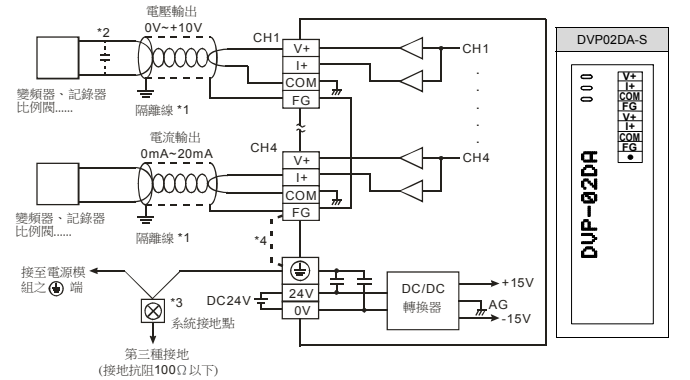 電壓輸出
0V~+10V
*2
CH1
V+
I+
COM
FG
CH1
變頻器、記錄器
比例閥......
隔離線 *1
電流輸出
0mA~20mA
CH4
V+
I+
COM
FG
CH4
變頻器、記錄器
比例閥......
隔離線 *1
*4
接至電源模
組之 端
*3
系統接地點
DC24V
24V
0V
DC/DC
轉換器
+15V
AG
-15V
第三種接地
(接地抗阻100Ω以下)
DVP02DA-S
V+
I+
COM
FG
V+
I+
COM
FG
DVP-02DA